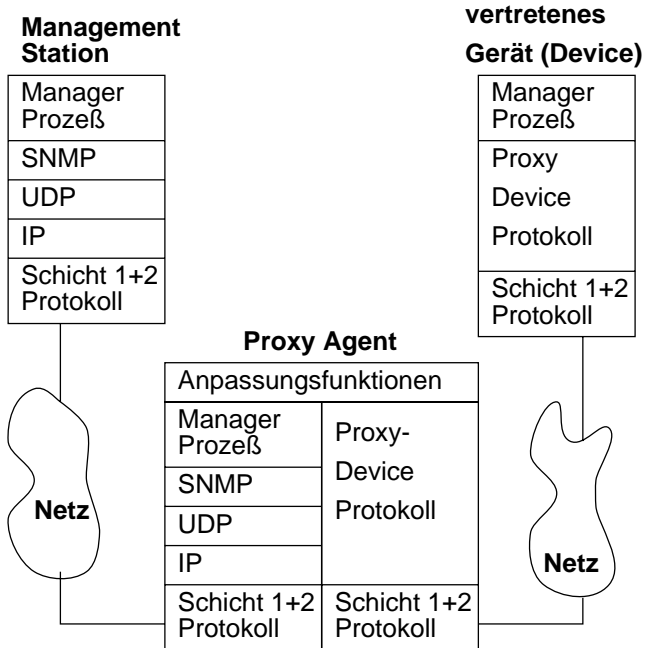 Management
Station
Manager
Prozeß
SNMP
UDP
IP
Schicht 1+2
Protokoll
Netz
vertretenes
Gerät (Device)
Manager
Prozeß
Proxy
Device
Protokoll
Schicht 1+2
Protokoll
Netz
Proxy Agent
Anpassungsfunktionen
Manager
Prozeß
SNMP
UDP
IP
Schicht 1+2
Protokoll
Proxy-
Device
Protokoll
Schicht 1+2
Protokoll